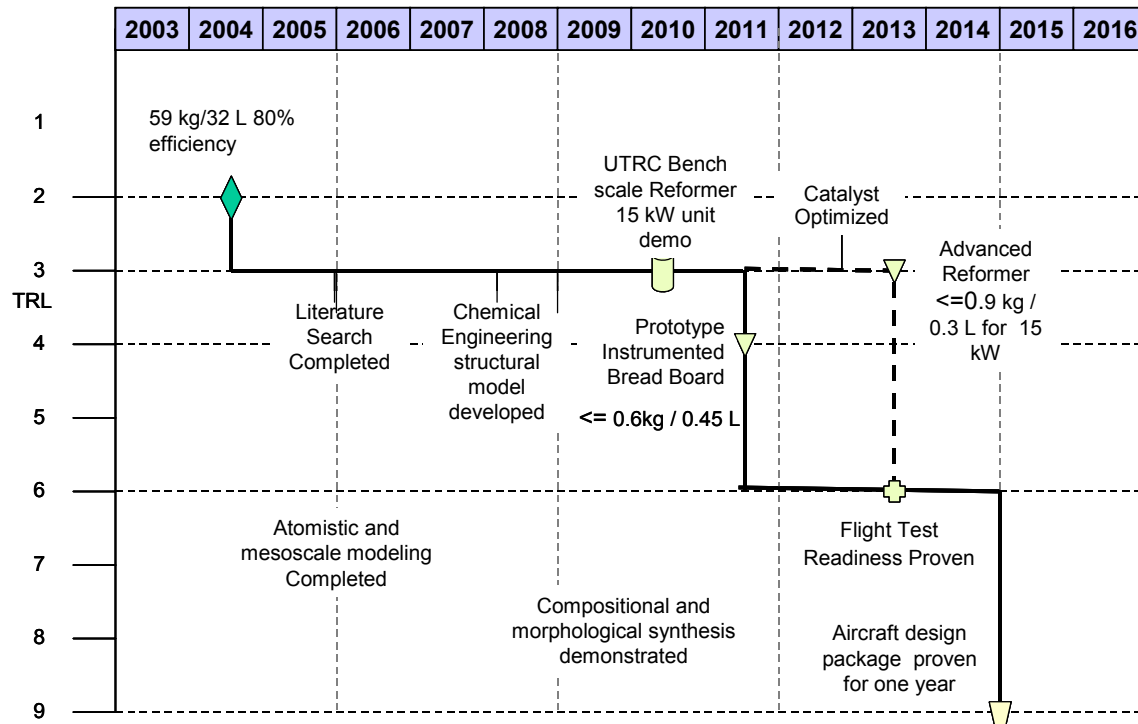 2003 2004 2005 2006 2007 2008 2009 2010 2011 2012 2013 2014 2015 2016
1
59 kg/32 L 80%
efficiency
2
UTRC Bench
scale Reformer
15 kW unit
demo
Catalyst
Optimized
3
TRL
Literature
Search
Completed
Chemical
Engineering
structural
model
developed
Advanced
Reformer
<=0.9 kg /
0.3 L for 15
kW
4
Prototype
Instrumented
Bread Board
<= 0.6kg / 0.45 L
5
6
Atomistic and
mesoscale modeling
Completed
Flight Test
Readiness Proven
7
Compositional and
morphological synthesis
demonstrated
8
Aircraft design
package proven
for one year
9